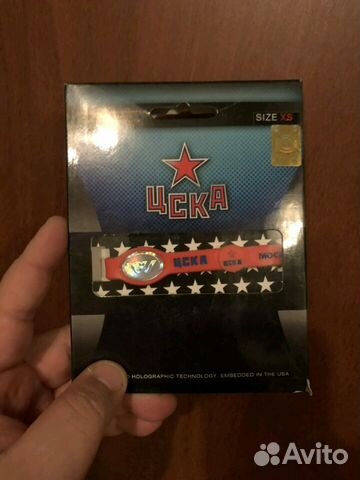 SIZE XS
ЦСКА
ЦСКА ЦСКА МОС
HOLOGRAPHIC TECHNOLOGY. EMBEDDED IN THE USA
Avito